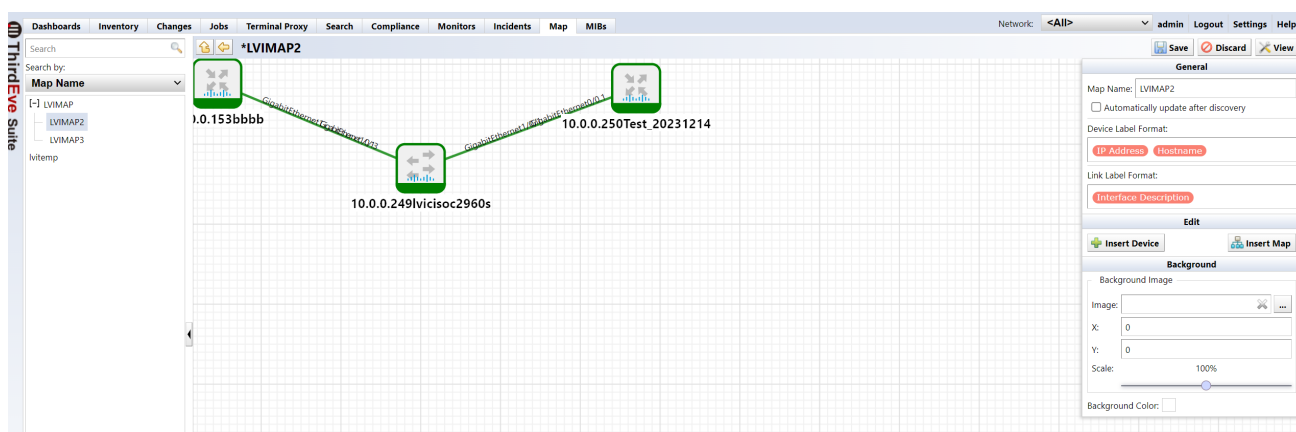 Dashboards Inventory Changes Jobs Terminal Proxy Search Compliance Monitors Incidents Map MIBs Network: <All> admin Logout Settings Help
ThirdEye Suite
Search
*LVIMAP2
Save Discard View
Search by:
Map Name
[-] LVIMAP
LVIMAP2
LVIMAP3
lvitemp
.0.0.153bbbb
10.0.0.250Test_20231214
10.0.0.249lvicisoc2960s
General
Map Name: LVIMAP2
Automatically update after discovery
Device Label Format:
IP Address Hostname
Link Label Format:
Interface Description
Edit
Insert Device Insert Map
Background
Background Image
Image: ...
X: 0
Y: 0
Scale: 100%
Background Color: